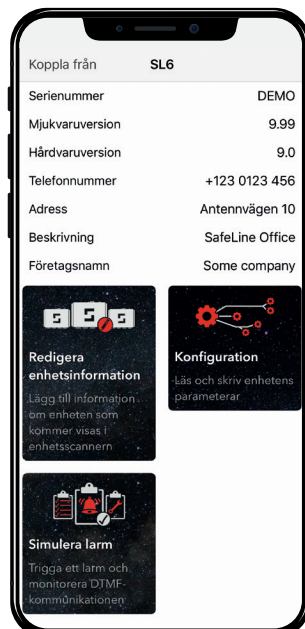 Koppla från SL6
Serienummer DEMO
Mjukvaruversion 9.99
Hårdvaruversion 9.0
Telefonnummer +123 0123 456
Adress Antennvägen 10
Beskrivning SafeLine Office
Företagsnamn Some company
Redigera
enhetsinformation
Lägg till information
om enheten som
kommer visas i
enhetsscannern
Konfiguration
Läs och skriv enhetens
parameterar
Simulera larm
Trigga ett larm och
monitorera DTMF-
kommunikationen